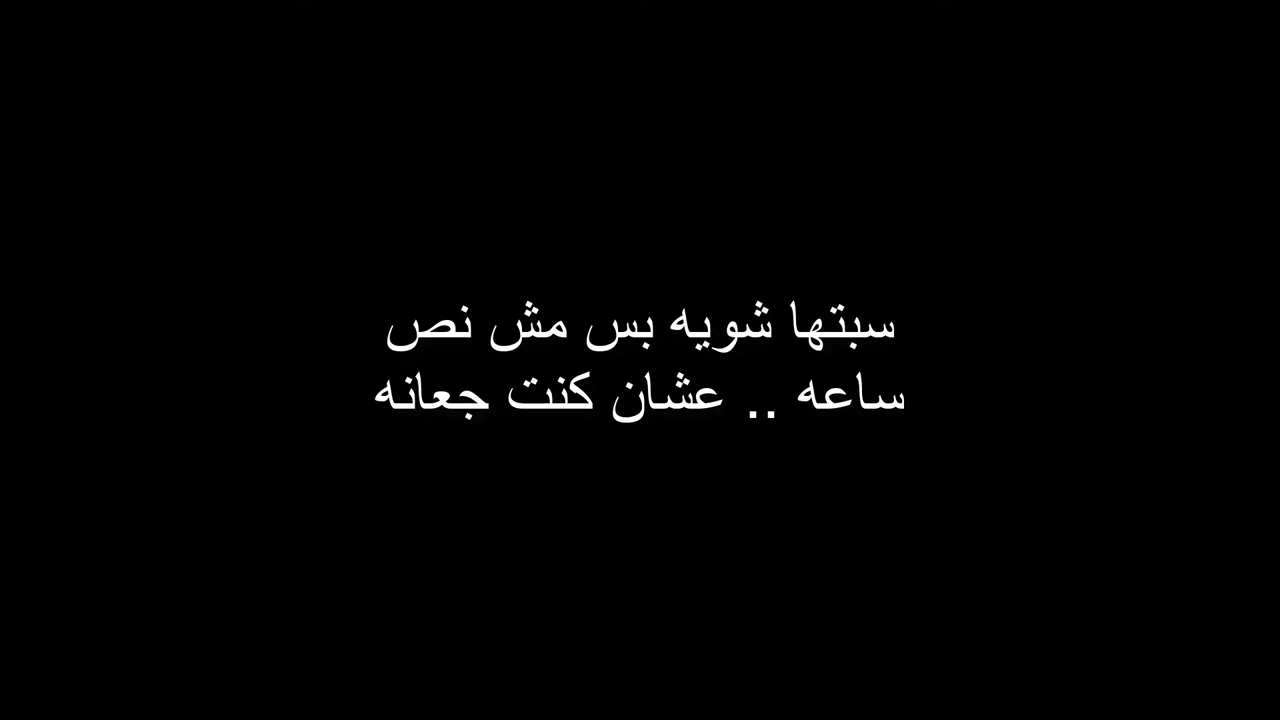 سبتها شويه بس مش نص
ساعه .. عشان كنت جعانه